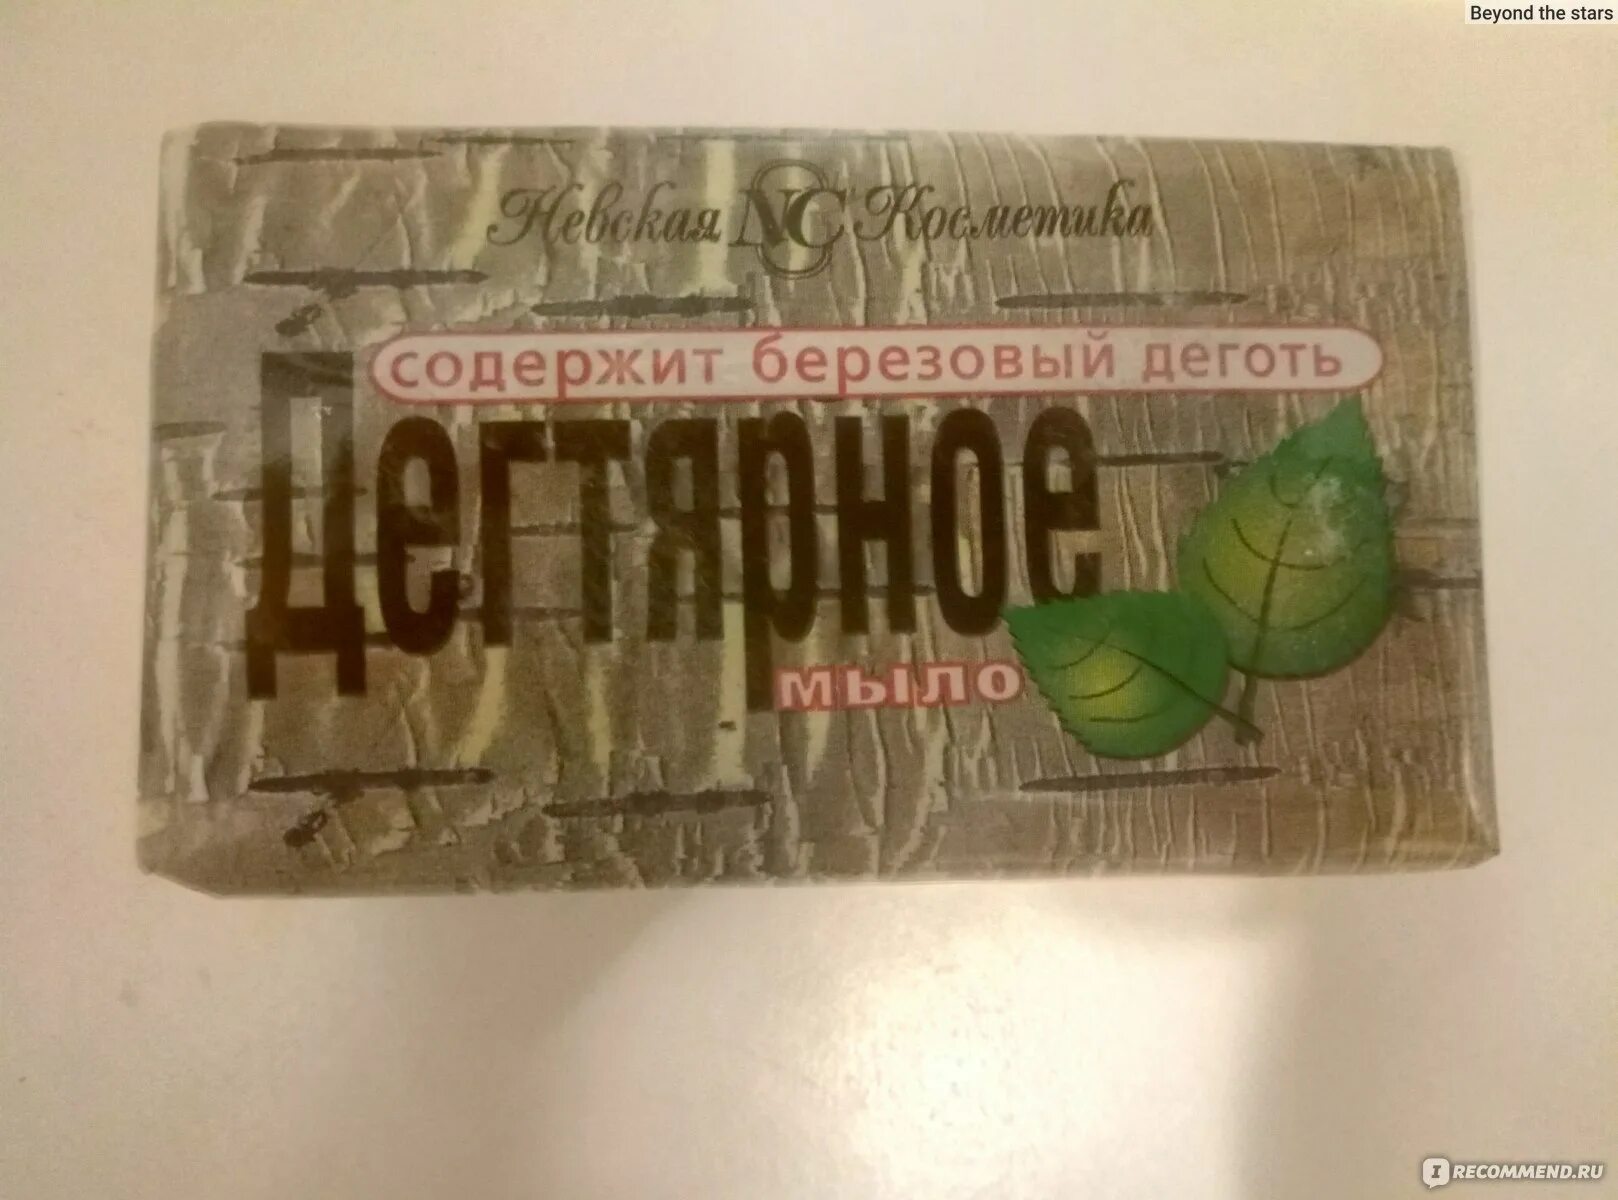 Beyond the stars
Невская NC Косметика
содержит березовый деготь
Дегтярное
мыло
I RECOMMEND.RU